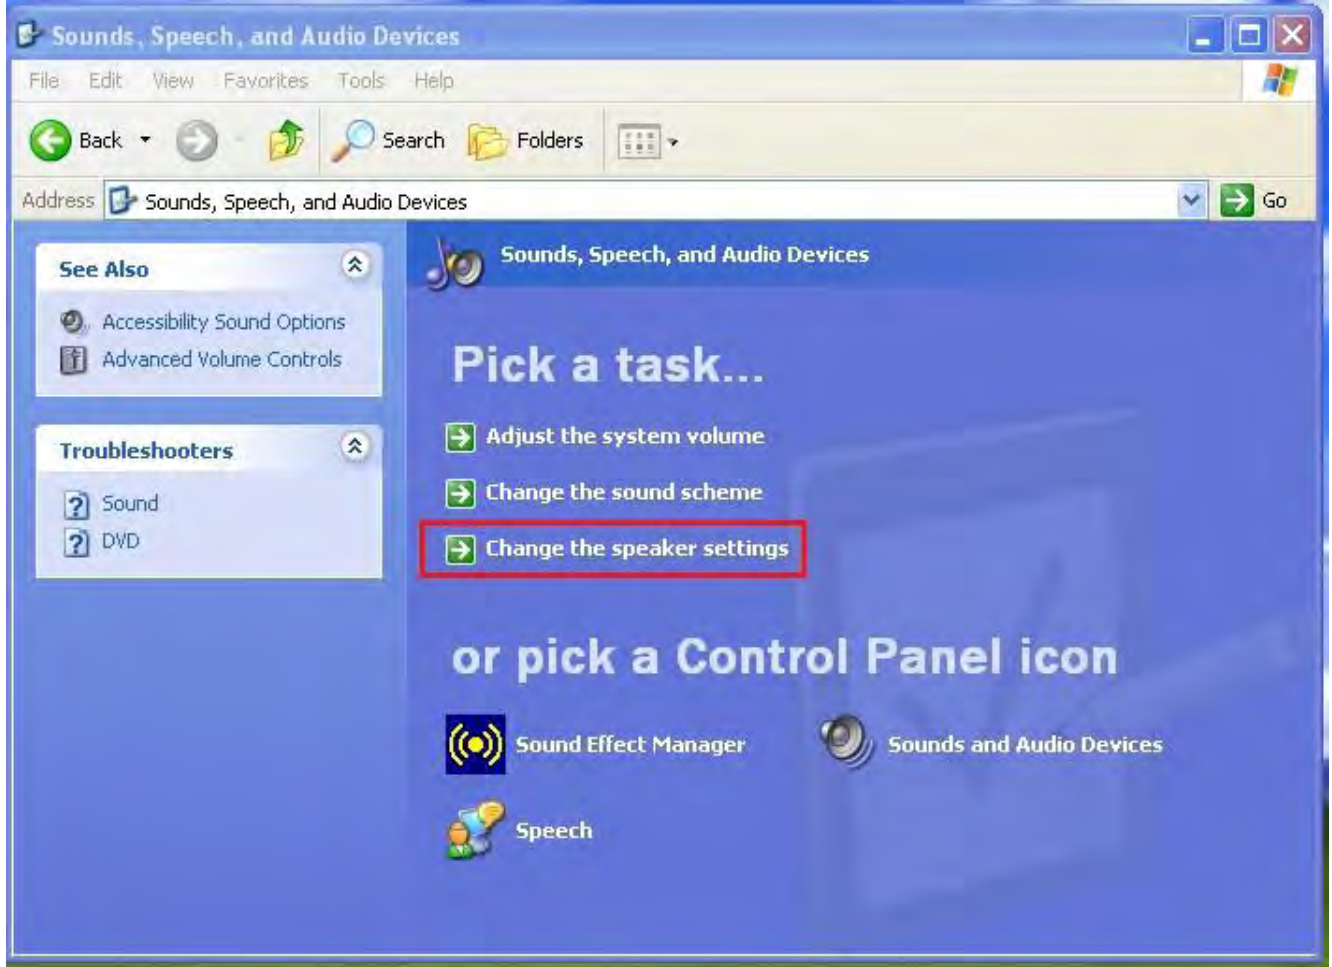 Sounds, Speech, and Audio Devices
File Edit View Favorites Tools Help
Back Search Folders
Address Sounds, Speech, and Audio Devices Go
See Also
Accessibility Sound Options
Advanced Volume Controls
Troubleshooters
Sound
DVD
Sounds, Speech, and Audio Devices
Pick a task...
Adjust the system volume
Change the sound scheme
Change the speaker settings
or pick a Control Panel icon
Sound Effect Manager
Sounds and Audio Devices
Speech